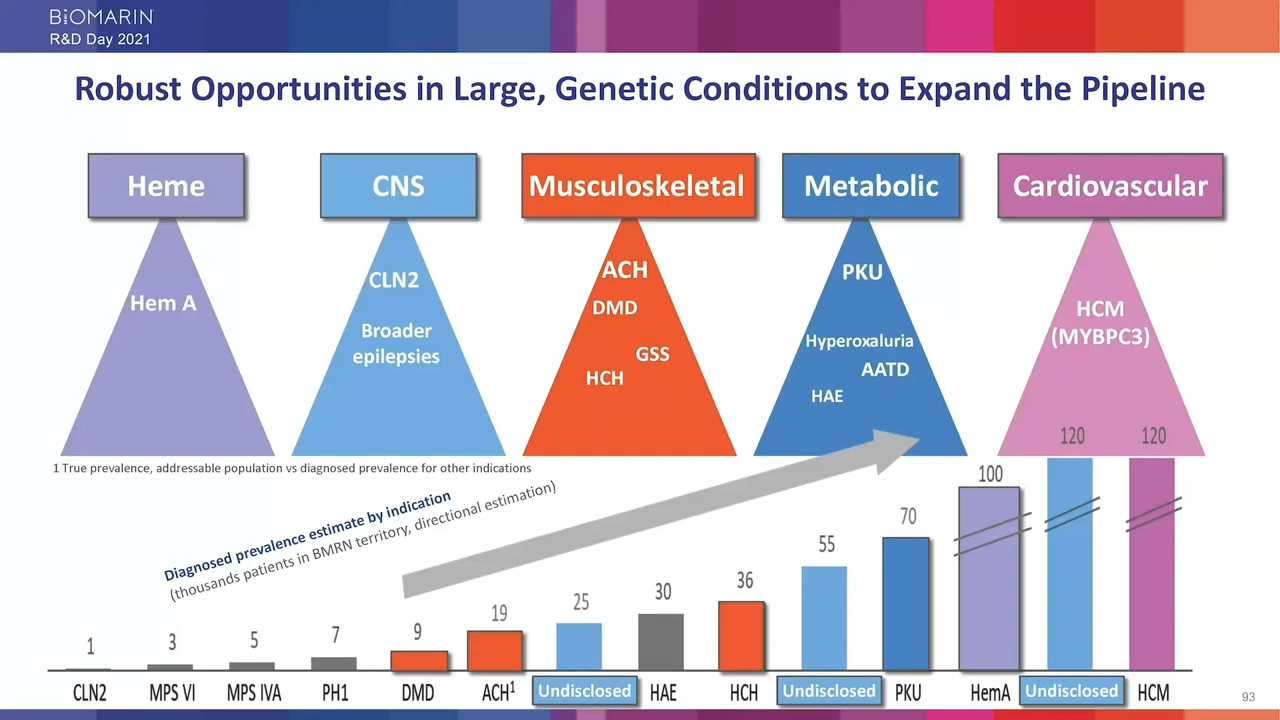 BIOMARIN
R&D Day 2021
Robust Opportunities in Large, Genetic Conditions to Expand the Pipeline
Heme
CNS
Musculoskeletal
Metabolic
Cardiovascular
Hem A
CLN2
Broader
epilepsies
ACH
DMD
GSS
HCH
PKU
Hyperoxaluria
AATD
HAE
HCM
(MYBPC3)
1 True prevalence, addressable population vs diagnosed prevalence for other indications
Diagnosed prevalence estimate by indication
(thousands patients in BMRN territory, directional estimation)
1
3
5
7
9
19
25
30
36
55
70
100
120
120
CLN2
MPS VI
MPS IVA
PH1
DMD
ACH¹
Undisclosed
HAE
HCH
Undisclosed
PKU
HemA
Undisclosed
HCM
93